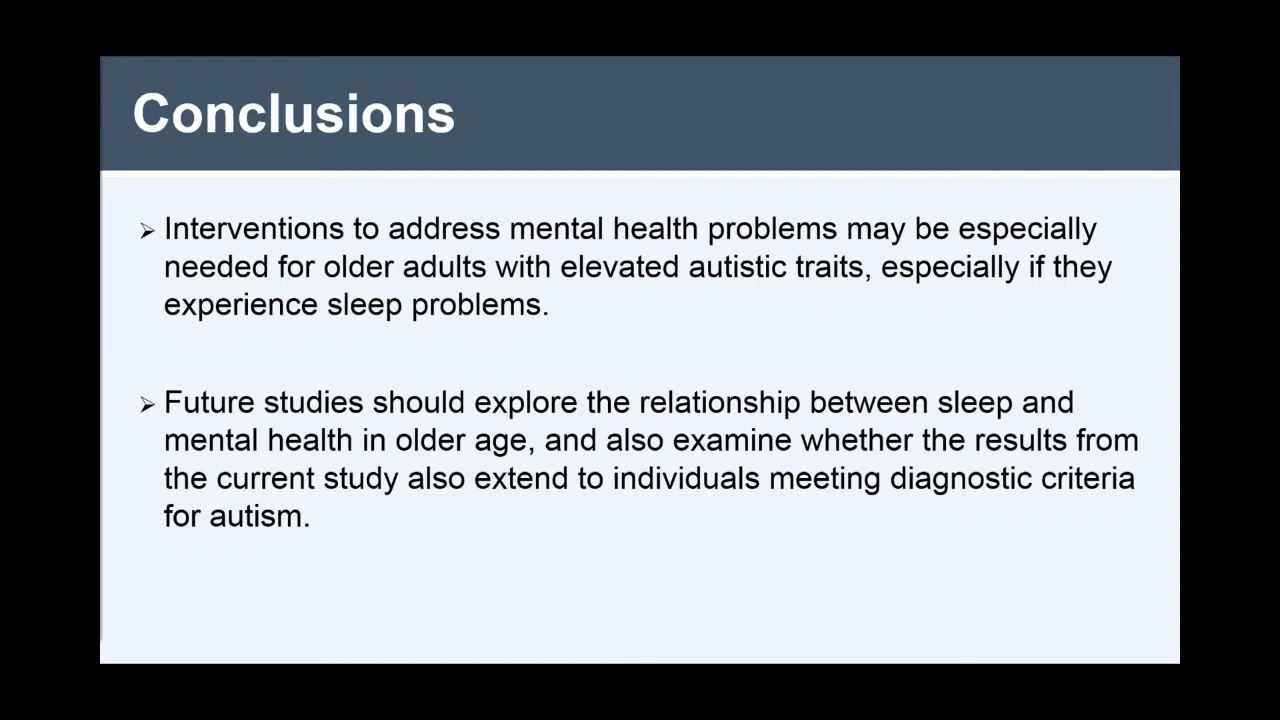 Conclusions
Interventions to address mental health problems may be especially
needed for older adults with elevated autistic traits, especially if they
experience sleep problems.
Future studies should explore the relationship between sleep and
mental health in older age, and also examine whether the results from
the current study also extend to individuals meeting diagnostic criteria
for autism.